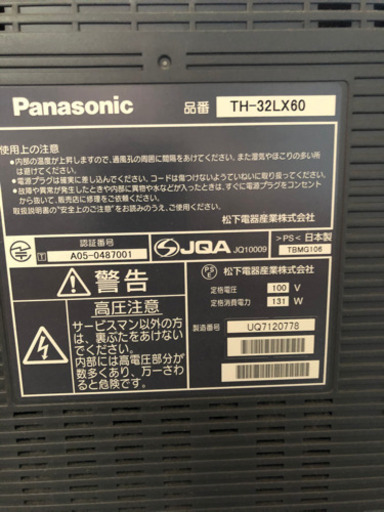 Panasonic 品番 TH-32LX60
使用上の注意
•内部の温度が上昇しますので、通風孔の周囲に間隔をあけてください。また湿気やほこりの多い所
は避けてください。
•電源プラグは確実に差し込んでください。コードは傷つけないようていねいに取り扱ってください。
•故障や異常が発生したときや内部に異物や水などが入ったときは、すぐに電源プラグをコンセント
から抜いて、販売店に修理をご依頼ください。
取扱説明書の"安全上のご注意"をお読みのうえ、ご使用ください。
松下電器産業株式会社
認証番号
T A05-0487001
SJQA JQ10009
>PS< 日本製
TBMG106
警告
高圧注意
サービスマン以外の方
は、裏ぶたをあけない
でください。
内部には高電圧部分が
数多くあり、万一さわる
と危険です。
PS E 松下電器産業株式会社
定格電圧 100 V
定格消費電力 131 W
製造番号 UQ7120778